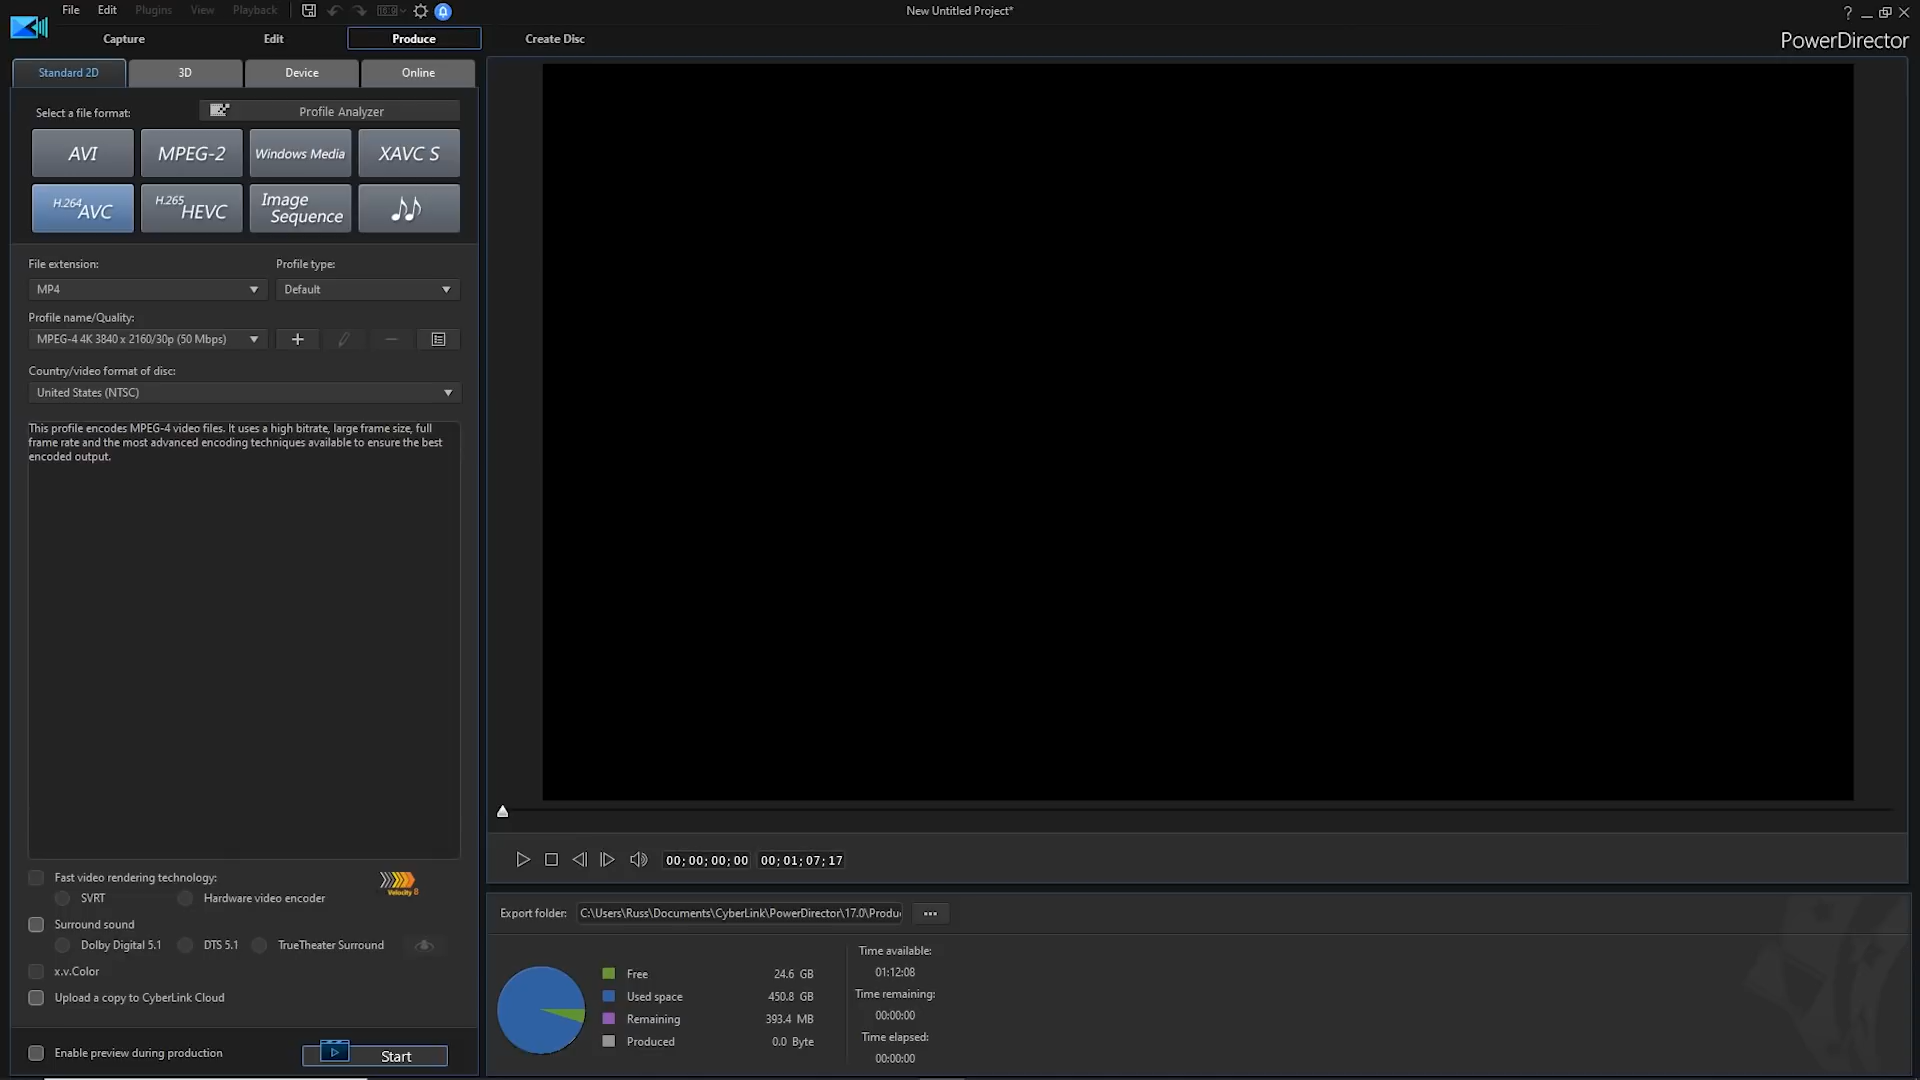 File Edit Plugins View Playback
New Untitled Project*
?
Capture Edit Produce Create Disc
PowerDirector
Standard 2D 3D Device Online
Select a file format:
Profile Analyzer
AVI MPEG-2 Windows Media XAVC S
H.264 AVC H.265 HEVC Image Sequence
File extension: Profile type:
MP4 Default
Profile name/Quality:
MPEG-4 4K 3840 x 2160/30p (50 Mbps)
Country/video format of disc:
United States (NTSC)
This profile encodes MPEG-4 video files. It uses a high bitrate, large frame size, full
frame rate and the most advanced encoding techniques available to ensure the best
encoded output.
00;00;00;00 00;01;07;17
Fast video rendering technology:
Velocity 8
SVRT Hardware video encoder
Surround sound
Dolby Digital 5.1 DTS 5.1 TrueTheater Surround
x.v.Color
Upload a copy to CyberLink Cloud
Enable preview during production
Start
Export folder: C:\Users\Russ\Documents\CyberLink\PowerDirector\17.0\Produ
Free 24.6 GB
Used space 450.8 GB
Remaining 393.4 MB
Produced 0.0 Byte
Time available:
01:12:08
Time remaining:
00:00:00
Time elapsed:
00:00:00